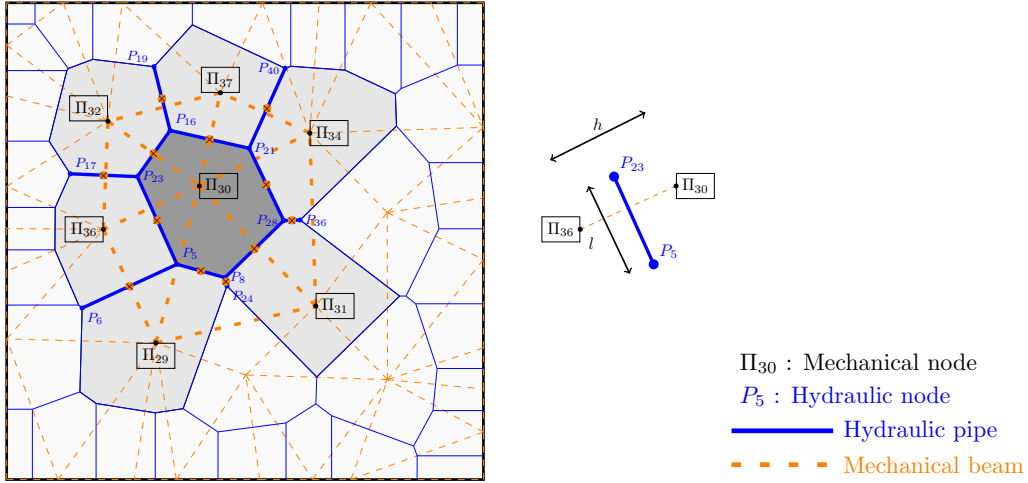 P₁₉
P₄₀
Π₃₇
Π₃₂
P₁₆
Π₃₄
P₂₁
P₁₇
P₂₃
Π₃₀
P₂₈
P₃₆
Π₃₆
P₅
P₈
P₂₄
Π₃₁
P₆
Π₂₉
h
P₂₃
Π₃₀
Π₃₆
l
P₅
Π₃₀ : Mechanical node
P₅ : Hydraulic node
Hydraulic pipe
Mechanical beam